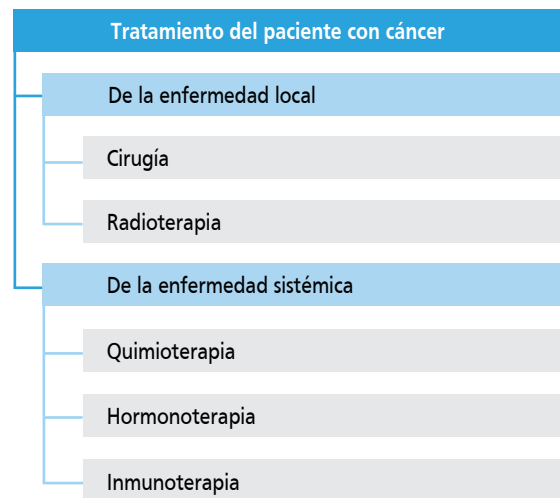 Tratamiento del paciente con cáncer
De la enfermedad local
Cirugía
Radioterapia
De la enfermedad sistémica
Quimioterapia
Hormonoterapia
Inmunoterapia